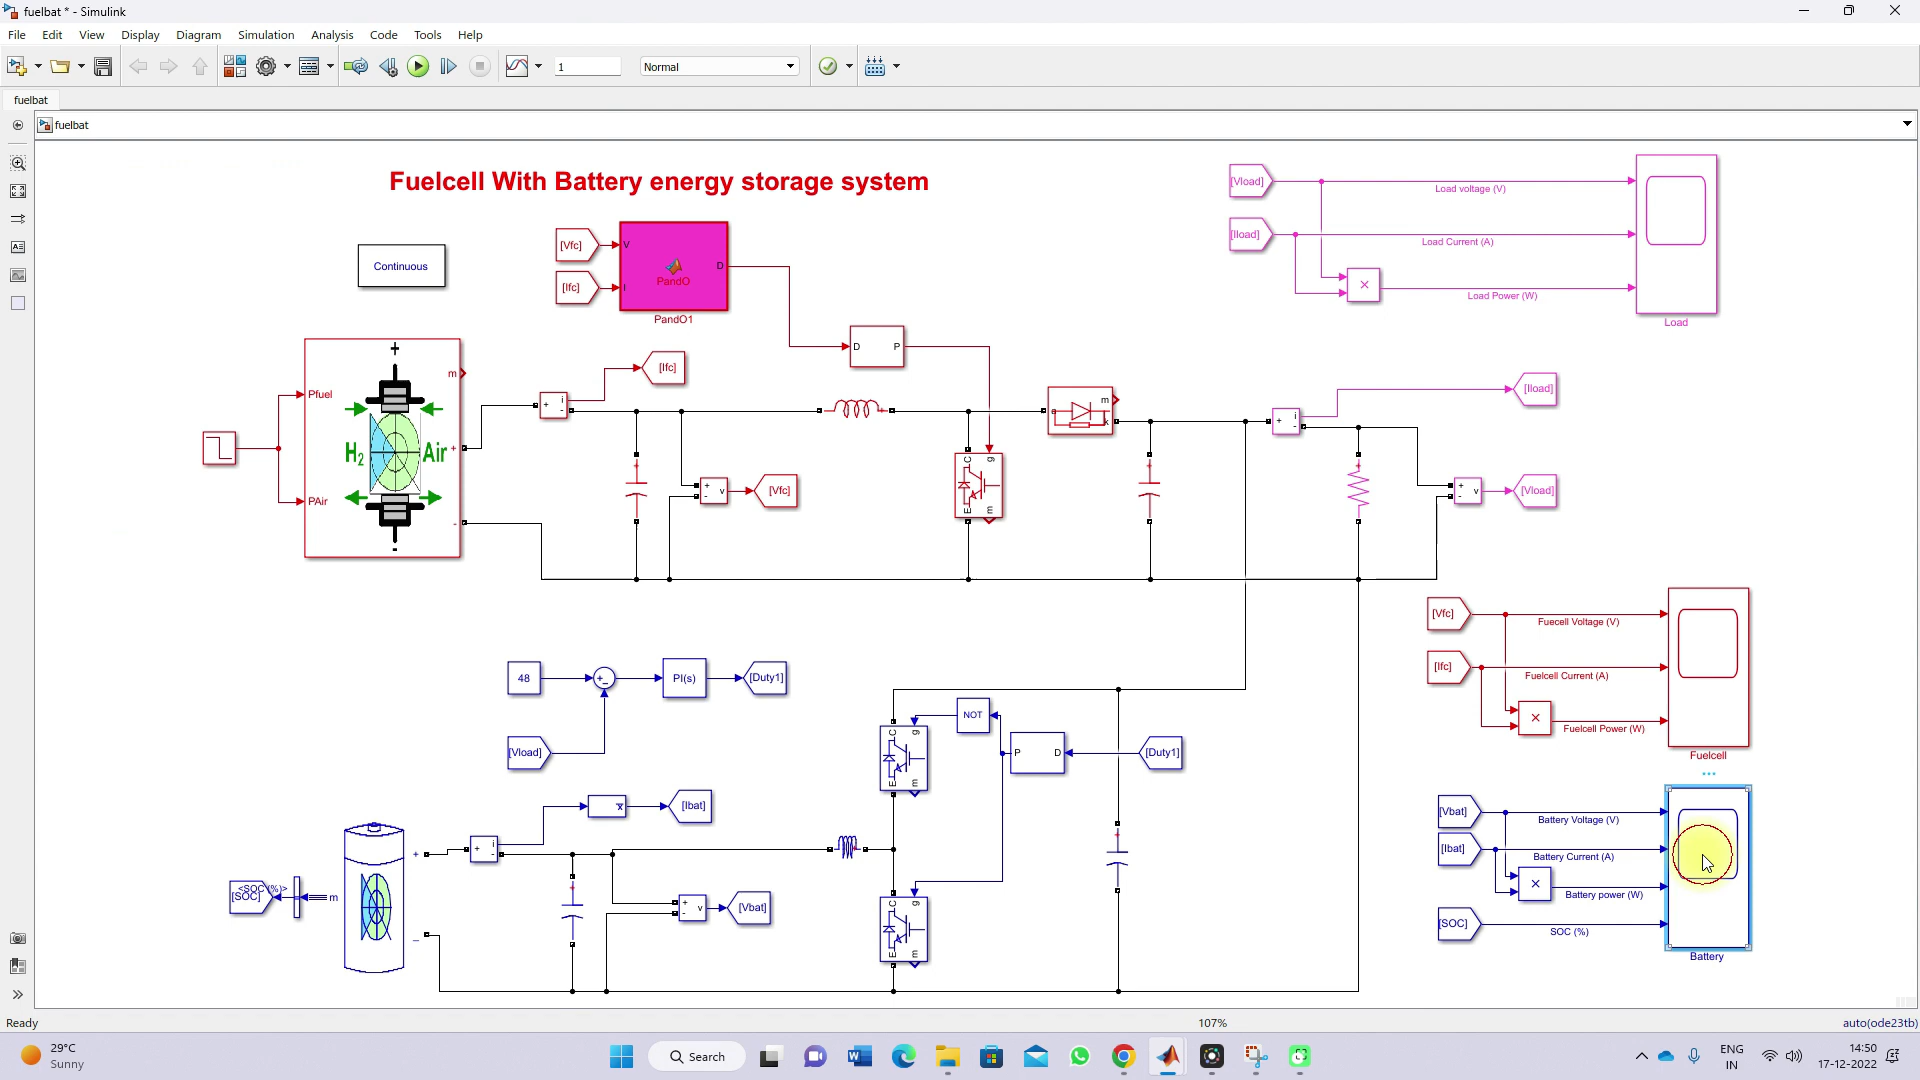 fuelbat * - Simulink
File Edit View Display Diagram Simulation Analysis Code Tools Help
1 Normal
fuelbat
fuelbat
Fuelcell With Battery energy storage system
Continuous
[Vfc]
[Ifc]
V
I
D
PandO
PandO1
[Vload]
Load voltage (V)
[Iload]
Load Current (A)
×
Load Power (W)
Load
D P
[Ifc]
+ i
-
Pfuel
PAir
H2 Air
+
-
m
+
-
+
-
v
[Vfc]
C g
E m
a m
k
+ i
-
[Iload]
+
-
v
[Vload]
[Vfc]
Fuecell Voltage (V)
[Ifc]
Fuelcell Current (A)
×
Fuelcell Power (W)
Fuelcell
48
PI(s)
[Duty1]
[Vload]
NOT
P D
[Duty1]
C g
E m
[Ibat]
+ i
-
<SOC (%)>
[SOC]
m
+
-
+
-
v
[Vbat]
C g
E m
[Vbat]
Battery Voltage (V)
[Ibat]
Battery Current (A)
×
Battery power (W)
[SOC]
SOC (%)
Battery
Ready 107% auto(ode23tb)
29°C
Sunny
Search
ENG
IN
14:50
17-12-2022